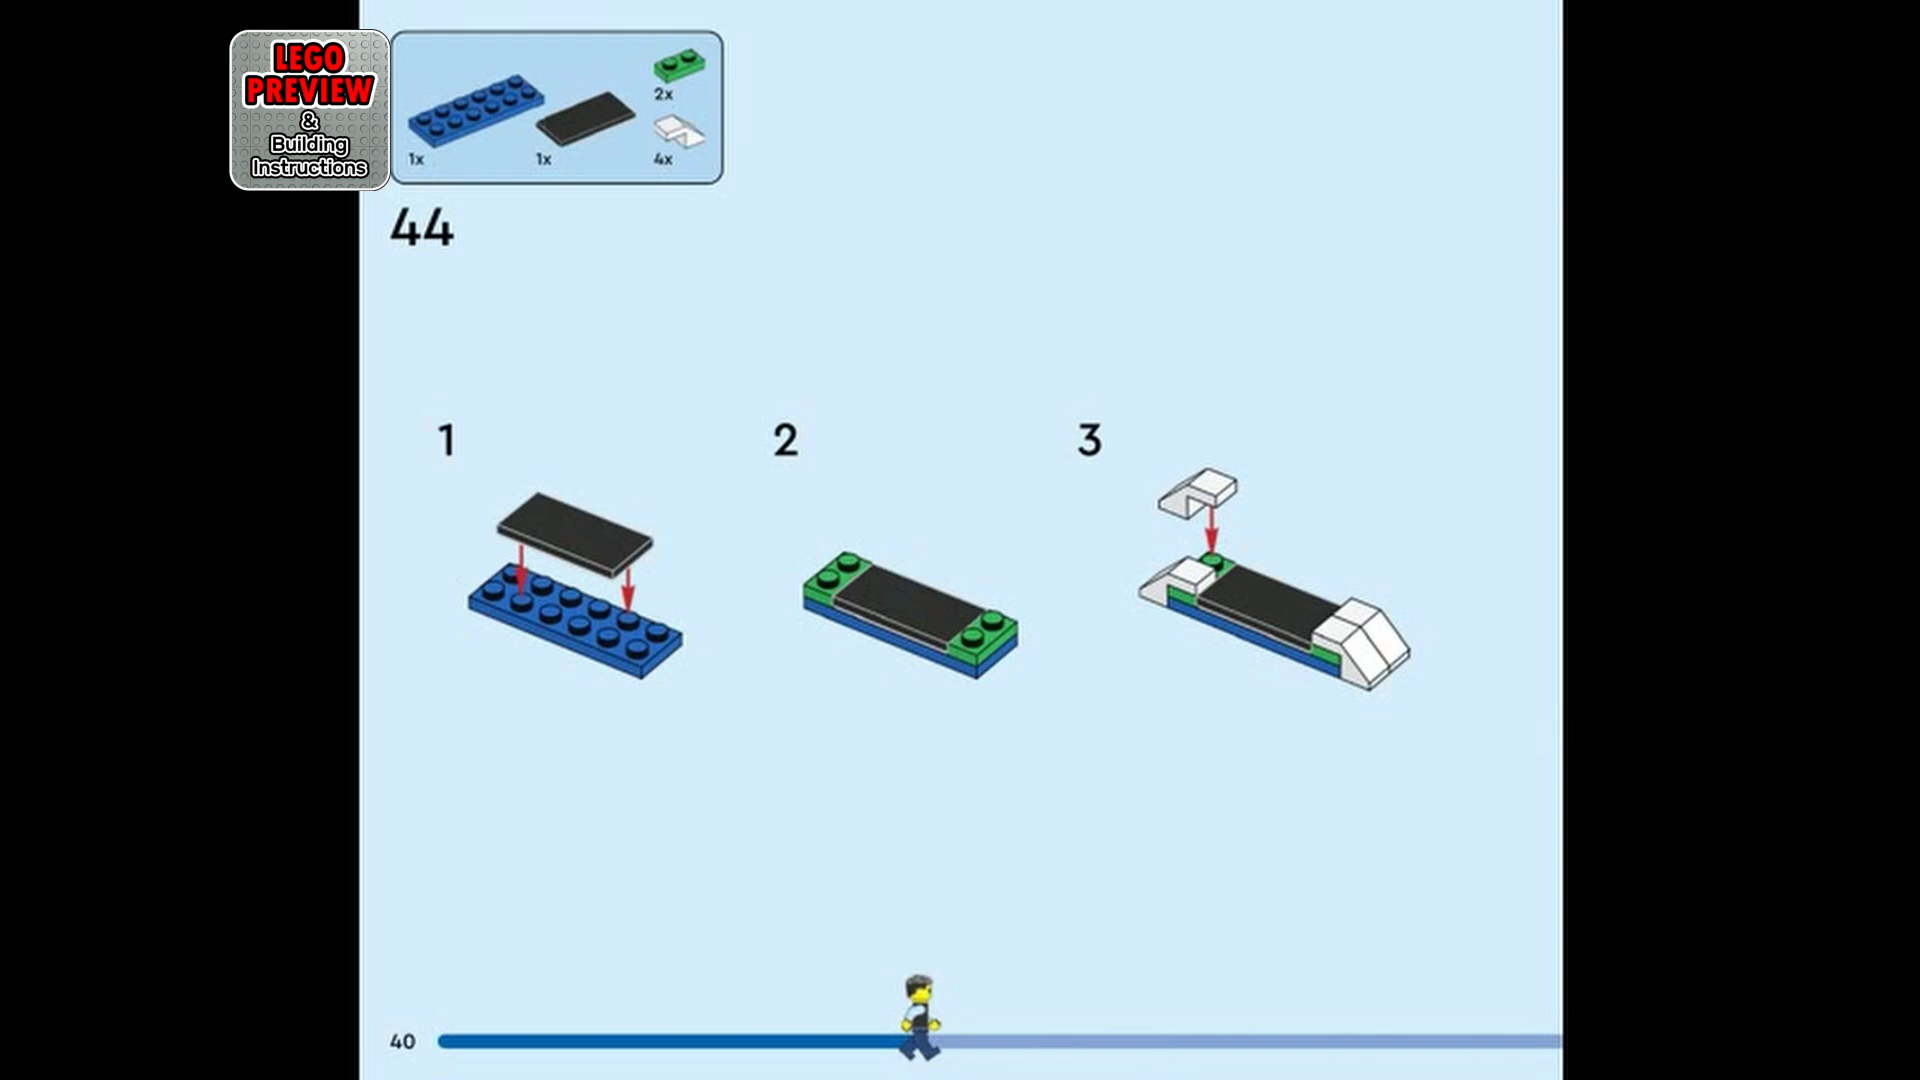 LEGO
PREVIEW
&
Building
Instructions
1x
1x
2x
4x
44
1
2
3
40